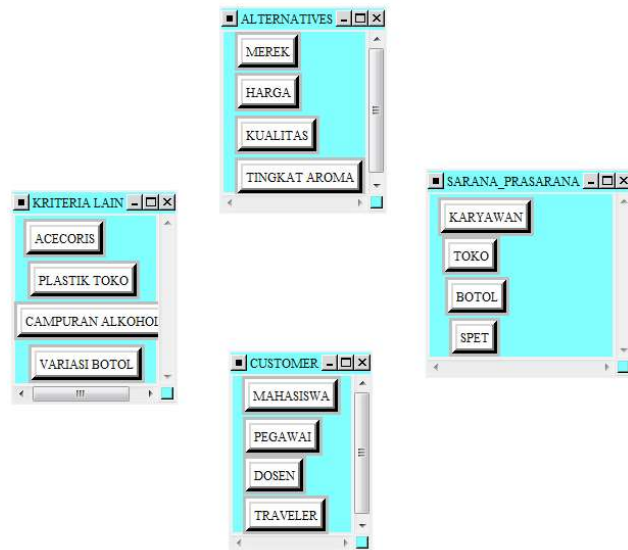 ALTERNATIVES
MEREK
HARGA
KUALITAS
TINGKAT AROMA
KRITERIA LAIN
ACECORIS
PLASTIK TOKO
CAMPURAN ALKOHOL
VARIASI BOTOL
SARANA_PRASARANA
KARYAWAN
TOKO
BOTOL
SPET
CUSTOMER
MAHASISWA
PEGAWAI
DOSEN
TRAVELER